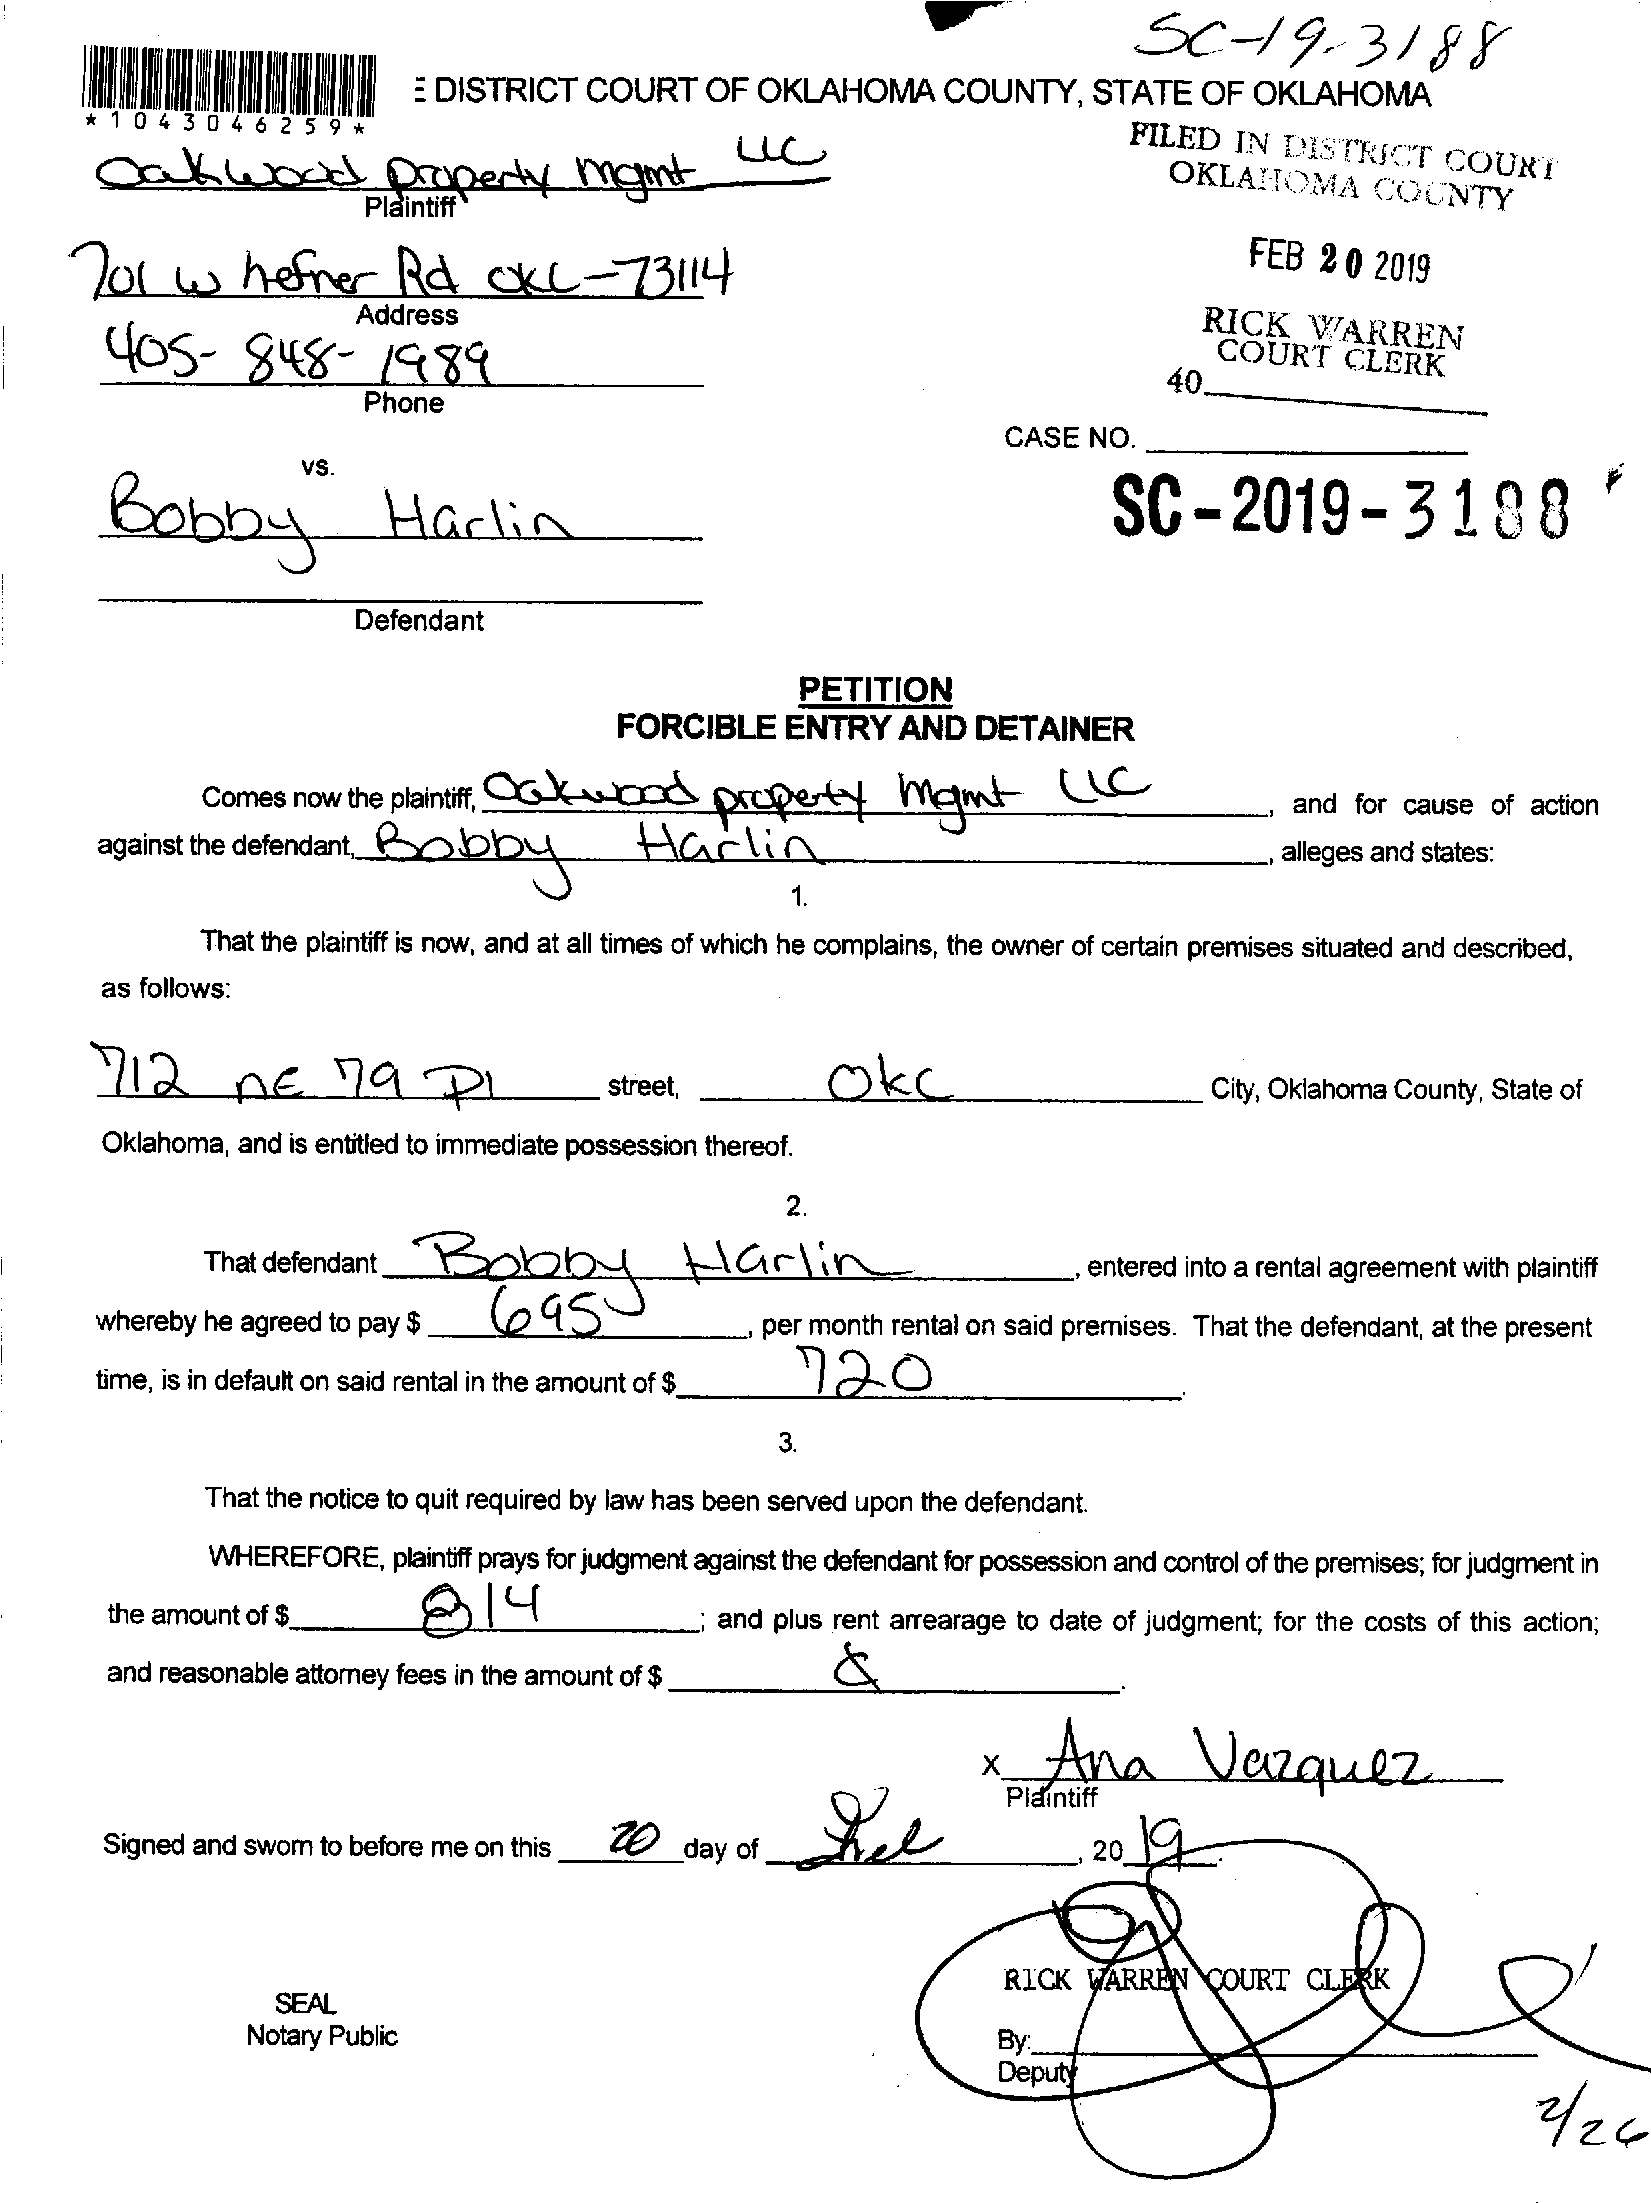 SC-19-3188
*1043046259*
E DISTRICT COURT OF OKLAHOMA COUNTY, STATE OF OKLAHOMA
FILED IN DISTRICT COURT
OKLAHOMA COUNTY
Oakwood property mgmt LLC
Plaintiff
FEB 20 2019
701 W hefner Rd OKC-73114
Address
RICK WARREN
COURT CLERK
405-848-1989
40
Phone
CASE NO.
vs.
SC-2019-3188
Bobby Harlin
Defendant
PETITION
FORCIBLE ENTRY AND DETAINER
Comes now the plaintiff, Oakwood property Mgmt LLC, and for cause of action
against the defendant, Bobby Harlin, alleges and states:
1.
That the plaintiff is now, and at all times of which he complains, the owner of certain premises situated and described,
as follows:
712 NE 79 Pl street, OKC City, Oklahoma County, State of
Oklahoma, and is entitled to immediate possession thereof.
2.
That defendant Bobby Harlin, entered into a rental agreement with plaintiff
whereby he agreed to pay $ 695, per month rental on said premises. That the defendant, at the present
time, is in default on said rental in the amount of $ 720.
3.
That the notice to quit required by law has been served upon the defendant.
WHEREFORE, plaintiff prays for judgment against the defendant for possession and control of the premises; for judgment in
the amount of $ 814; and plus rent arrearage to date of judgment; for the costs of this action;
and reasonable attorney fees in the amount of $
x Ana Vazquez
Plaintiff
Signed and sworn to before me on this 20 day of Feb, 2019.
RICK WARREN COURT CLERK
SEAL
Notary Public
By:
Deputy
2/26